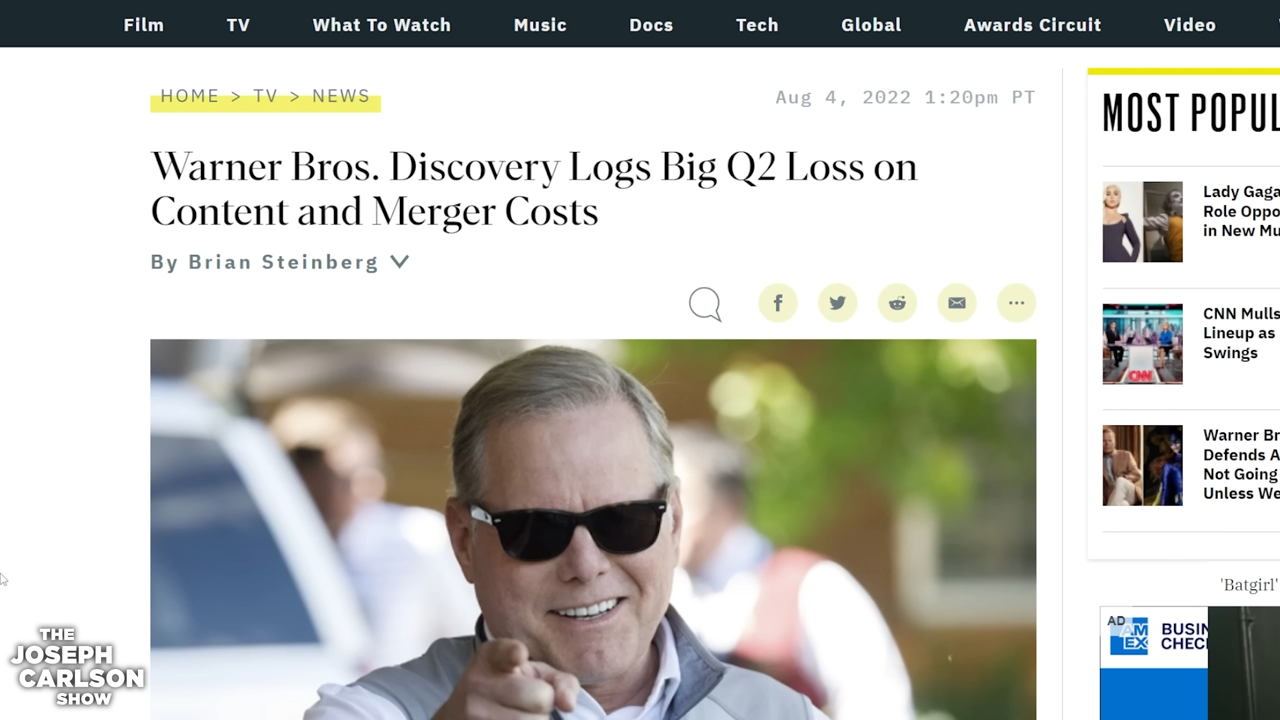 Film TV What To Watch Music Docs Tech Global Awards Circuit Video
HOME > TV > NEWS
Aug 4, 2022 1:20pm PT
Warner Bros. Discovery Logs Big Q2 Loss on
Content and Merger Costs
By Brian Steinberg
MOST POPUL
Lady Gaga
Role Oppo
in New Mu
CNN Mulls
Lineup as
Swings
CNN
Warner Br
Defends A
Not Going
Unless We
'Batgirl'
AD
AM
EX
BUSIN
CHEC
THE
JOSEPH
CARLSON
SHOW